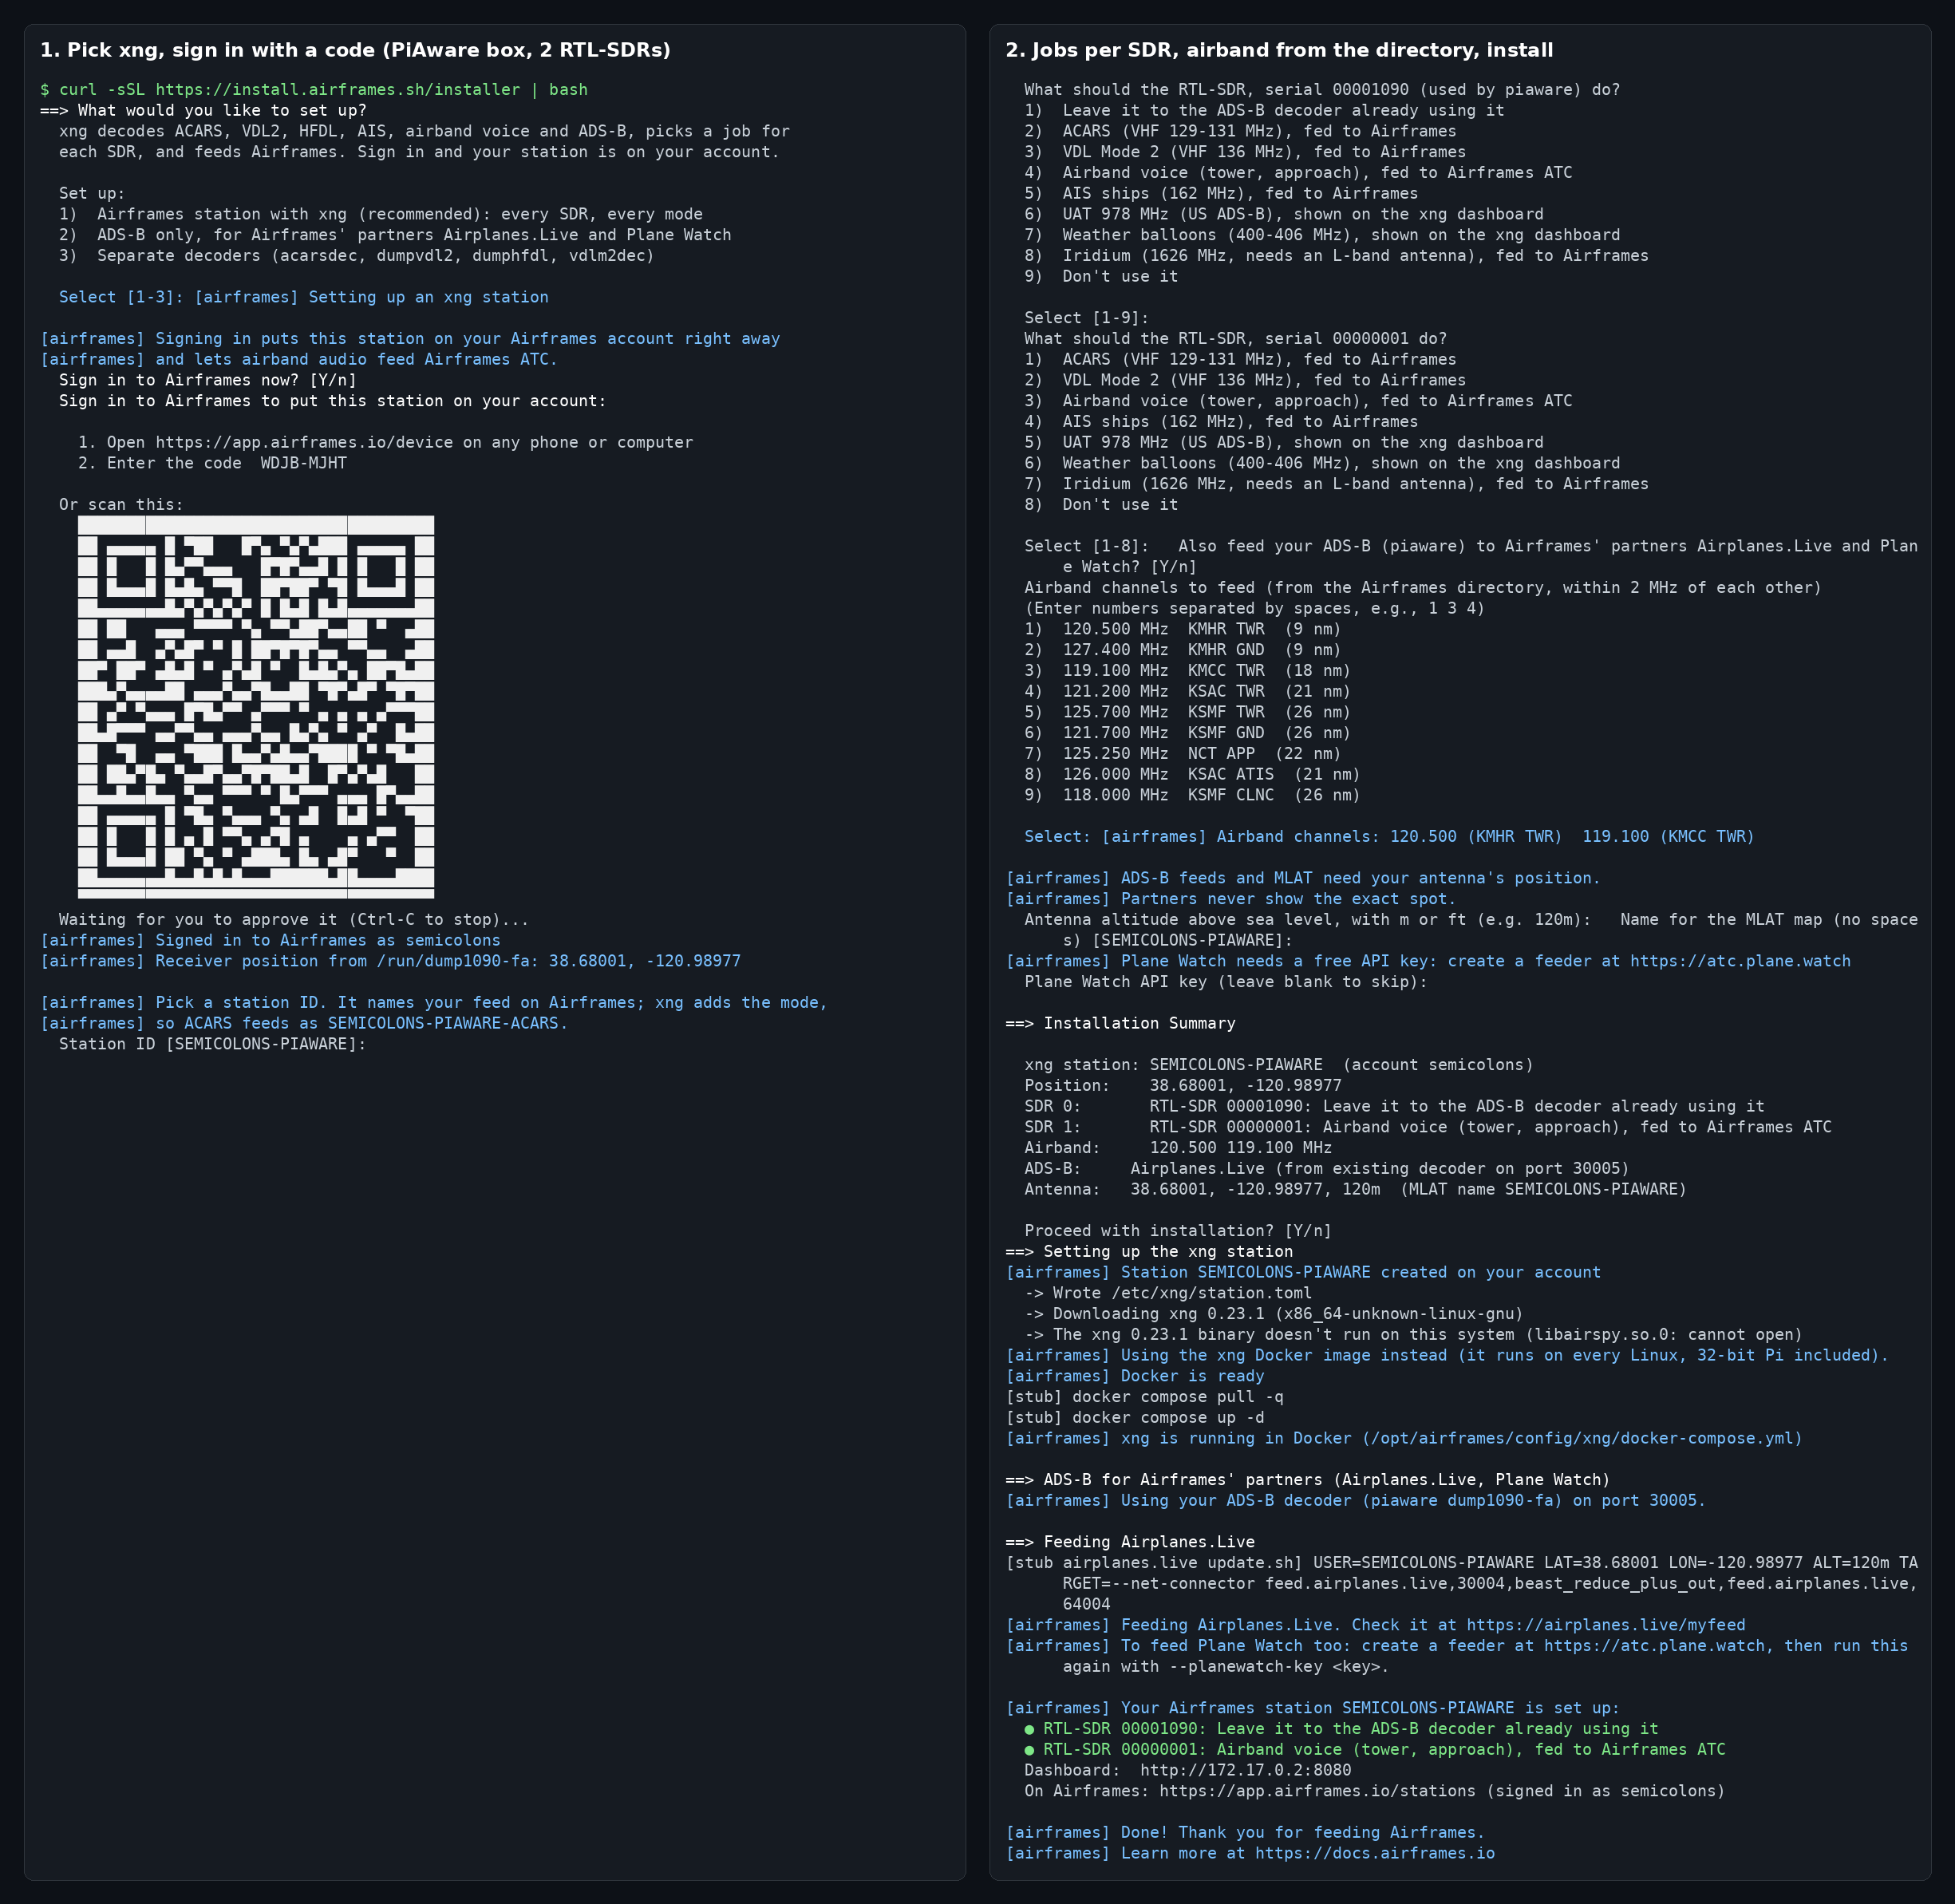 1. Pick xng, sign in with a code (PiAware box, 2 RTL-SDRs)
$ curl -sSL https://install.airframes.sh/installer | bash
==> What would you like to set up?
xng decodes ACARS, VDL2, HFDL, AIS, airband voice and ADS-B, picks a job for
each SDR, and feeds Airframes. Sign in and your station is on your account.
Set up:
1)  Airframes station with xng (recommended): every SDR, every mode
2)  ADS-B only, for Airframes' partners Airplanes.Live and Plane Watch
3)  Separate decoders (acarsdec, dumpvdl2, dumphfdl, vdlm2dec)
Select [1-3]: [airframes] Setting up an xng station
[airframes] Signing in puts this station on your Airframes account right away
[airframes] and lets airband audio feed Airframes ATC.
Sign in to Airframes now? [Y/n]
Sign in to Airframes to put this station on your account:
1. Open https://app.airframes.io/device on any phone or computer
2. Enter the code  WDJB-MJHT
Or scan this:
Waiting for you to approve it (Ctrl-C to stop)...
[airframes] Signed in to Airframes as semicolons
[airframes] Receiver position from /run/dump1090-fa: 38.68001, -120.98977
[airframes] Pick a station ID. It names your feed on Airframes; xng adds the mode,
[airframes] so ACARS feeds as SEMICOLONS-PIAWARE-ACARS.
Station ID [SEMICOLONS-PIAWARE]:
2. Jobs per SDR, airband from the directory, install
What should the RTL-SDR, serial 00001090 (used by piaware) do?
1)  Leave it to the ADS-B decoder already using it
2)  ACARS (VHF 129-131 MHz), fed to Airframes
3)  VDL Mode 2 (VHF 136 MHz), fed to Airframes
4)  Airband voice (tower, approach), fed to Airframes ATC
5)  AIS ships (162 MHz), fed to Airframes
6)  UAT 978 MHz (US ADS-B), shown on the xng dashboard
7)  Weather balloons (400-406 MHz), shown on the xng dashboard
8)  Iridium (1626 MHz, needs an L-band antenna), fed to Airframes
9)  Don't use it
Select [1-9]:
What should the RTL-SDR, serial 00000001 do?
1)  ACARS (VHF 129-131 MHz), fed to Airframes
2)  VDL Mode 2 (VHF 136 MHz), fed to Airframes
3)  Airband voice (tower, approach), fed to Airframes ATC
4)  AIS ships (162 MHz), fed to Airframes
5)  UAT 978 MHz (US ADS-B), shown on the xng dashboard
6)  Weather balloons (400-406 MHz), shown on the xng dashboard
7)  Iridium (1626 MHz, needs an L-band antenna), fed to Airframes
8)  Don't use it
Select [1-8]:   Also feed your ADS-B (piaware) to Airframes' partners Airplanes.Live and Plan
e Watch? [Y/n]
Airband channels to feed (from the Airframes directory, within 2 MHz of each other)
(Enter numbers separated by spaces, e.g., 1 3 4)
1)  120.500 MHz  KMHR TWR  (9 nm)
2)  127.400 MHz  KMHR GND  (9 nm)
3)  119.100 MHz  KMCC TWR  (18 nm)
4)  121.200 MHz  KSAC TWR  (21 nm)
5)  125.700 MHz  KSMF TWR  (26 nm)
6)  121.700 MHz  KSMF GND  (26 nm)
7)  125.250 MHz  NCT APP  (22 nm)
8)  126.000 MHz  KSAC ATIS  (21 nm)
9)  118.000 MHz  KSMF CLNC  (26 nm)
Select: [airframes] Airband channels: 120.500 (KMHR TWR)  119.100 (KMCC TWR)
[airframes] ADS-B feeds and MLAT need your antenna's position.
[airframes] Partners never show the exact spot.
Antenna altitude above sea level, with m or ft (e.g. 120m):   Name for the MLAT map (no space
s) [SEMICOLONS-PIAWARE]:
[airframes] Plane Watch needs a free API key: create a feeder at https://atc.plane.watch
Plane Watch API key (leave blank to skip):
==> Installation Summary
xng station: SEMICOLONS-PIAWARE  (account semicolons)
Position:    38.68001, -120.98977
SDR 0:       RTL-SDR 00001090: Leave it to the ADS-B decoder already using it
SDR 1:       RTL-SDR 00000001: Airband voice (tower, approach), fed to Airframes ATC
Airband:     120.500 119.100 MHz
ADS-B:     Airplanes.Live (from existing decoder on port 30005)
Antenna:   38.68001, -120.98977, 120m  (MLAT name SEMICOLONS-PIAWARE)
Proceed with installation? [Y/n]
==> Setting up the xng station
[airframes] Station SEMICOLONS-PIAWARE created on your account
-> Wrote /etc/xng/station.toml
-> Downloading xng 0.23.1 (x86_64-unknown-linux-gnu)
-> The xng 0.23.1 binary doesn't run on this system (libairspy.so.0: cannot open)
[airframes] Using the xng Docker image instead (it runs on every Linux, 32-bit Pi included).
[airframes] Docker is ready
[stub] docker compose pull -q
[stub] docker compose up -d
[airframes] xng is running in Docker (/opt/airframes/config/xng/docker-compose.yml)
==> ADS-B for Airframes' partners (Airplanes.Live, Plane Watch)
[airframes] Using your ADS-B decoder (piaware dump1090-fa) on port 30005.
==> Feeding Airplanes.Live
[stub airplanes.live update.sh] USER=SEMICOLONS-PIAWARE LAT=38.68001 LON=-120.98977 ALT=120m TA
RGET=--net-connector feed.airplanes.live,30004,beast_reduce_plus_out,feed.airplanes.live,
64004
[airframes] Feeding Airplanes.Live. Check it at https://airplanes.live/myfeed
[airframes] To feed Plane Watch too: create a feeder at https://atc.plane.watch, then run this
again with --planewatch-key <key>.
[airframes] Your Airframes station SEMICOLONS-PIAWARE is set up:
● RTL-SDR 00001090: Leave it to the ADS-B decoder already using it
● RTL-SDR 00000001: Airband voice (tower, approach), fed to Airframes ATC
Dashboard:  http://172.17.0.2:8080
On Airframes: https://app.airframes.io/stations (signed in as semicolons)
[airframes] Done! Thank you for feeding Airframes.
[airframes] Learn more at https://docs.airframes.io